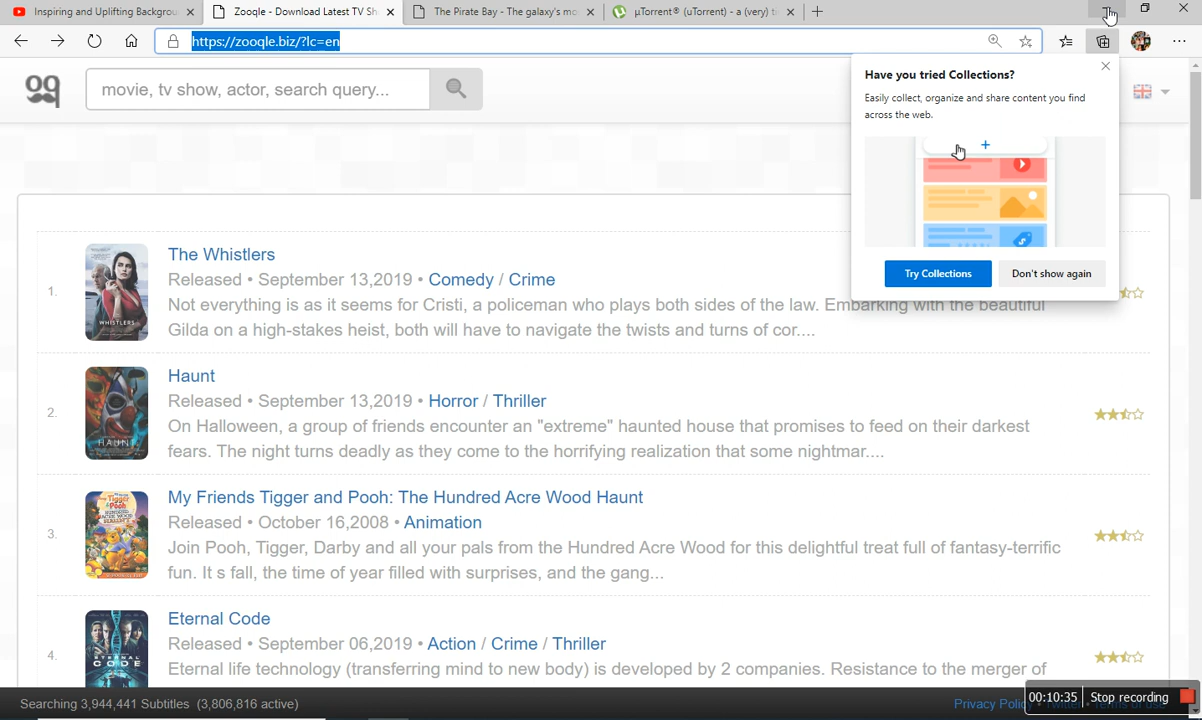 Inspiring and Uplifting Backgrou
Zooqle - Download Latest TV Sh
The Pirate Bay - The galaxy's mo
µTorrent® (uTorrent) - a (very) t
https://zooqle.biz/?lc=en
movie, tv show, actor, search query...
Have you tried Collections?
Easily collect, organize and share content you find
across the web.
Try Collections
Don't show again
1.
The Whistlers
Released • September 13,2019 • Comedy / Crime
Not everything is as it seems for Cristi, a policeman who plays both sides of the law. Embarking with the beautiful
Gilda on a high-stakes heist, both will have to navigate the twists and turns of cor....
WHISTLERS
2.
Haunt
Released • September 13,2019 • Horror / Thriller
On Halloween, a group of friends encounter an "extreme" haunted house that promises to feed on their darkest
fears. The night turns deadly as they come to the horrifying realization that some nightmar....
HAUNT
3.
My Friends Tigger and Pooh: The Hundred Acre Wood Haunt
Released • October 16,2008 • Animation
Join Pooh, Tigger, Darby and all your pals from the Hundred Acre Wood for this delightful treat full of fantasy-terrific
fun. It s fall, the time of year filled with surprises, and the gang...
4.
Eternal Code
Released • September 06,2019 • Action / Crime / Thriller
Eternal life technology (transferring mind to new body) is developed by 2 companies. Resistance to the merger of
ETERNAL
CODE
Searching 3,944,441 Subtitles (3,806,816 active)
Privacy Policy • Twitter • Terms of use
00:10:35 Stop recording